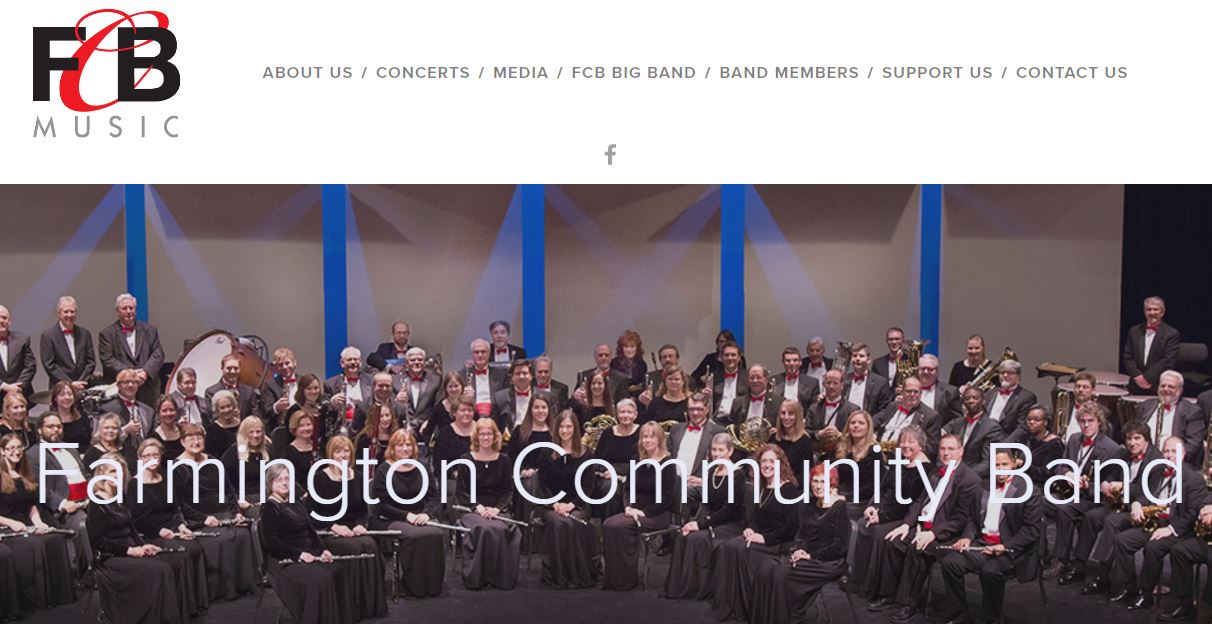 FCB
MUSIC
ABOUT US / CONCERTS / MEDIA / FCB BIG BAND / BAND MEMBERS / SUPPORT US / CONTACT US
f
Farmington Community Band